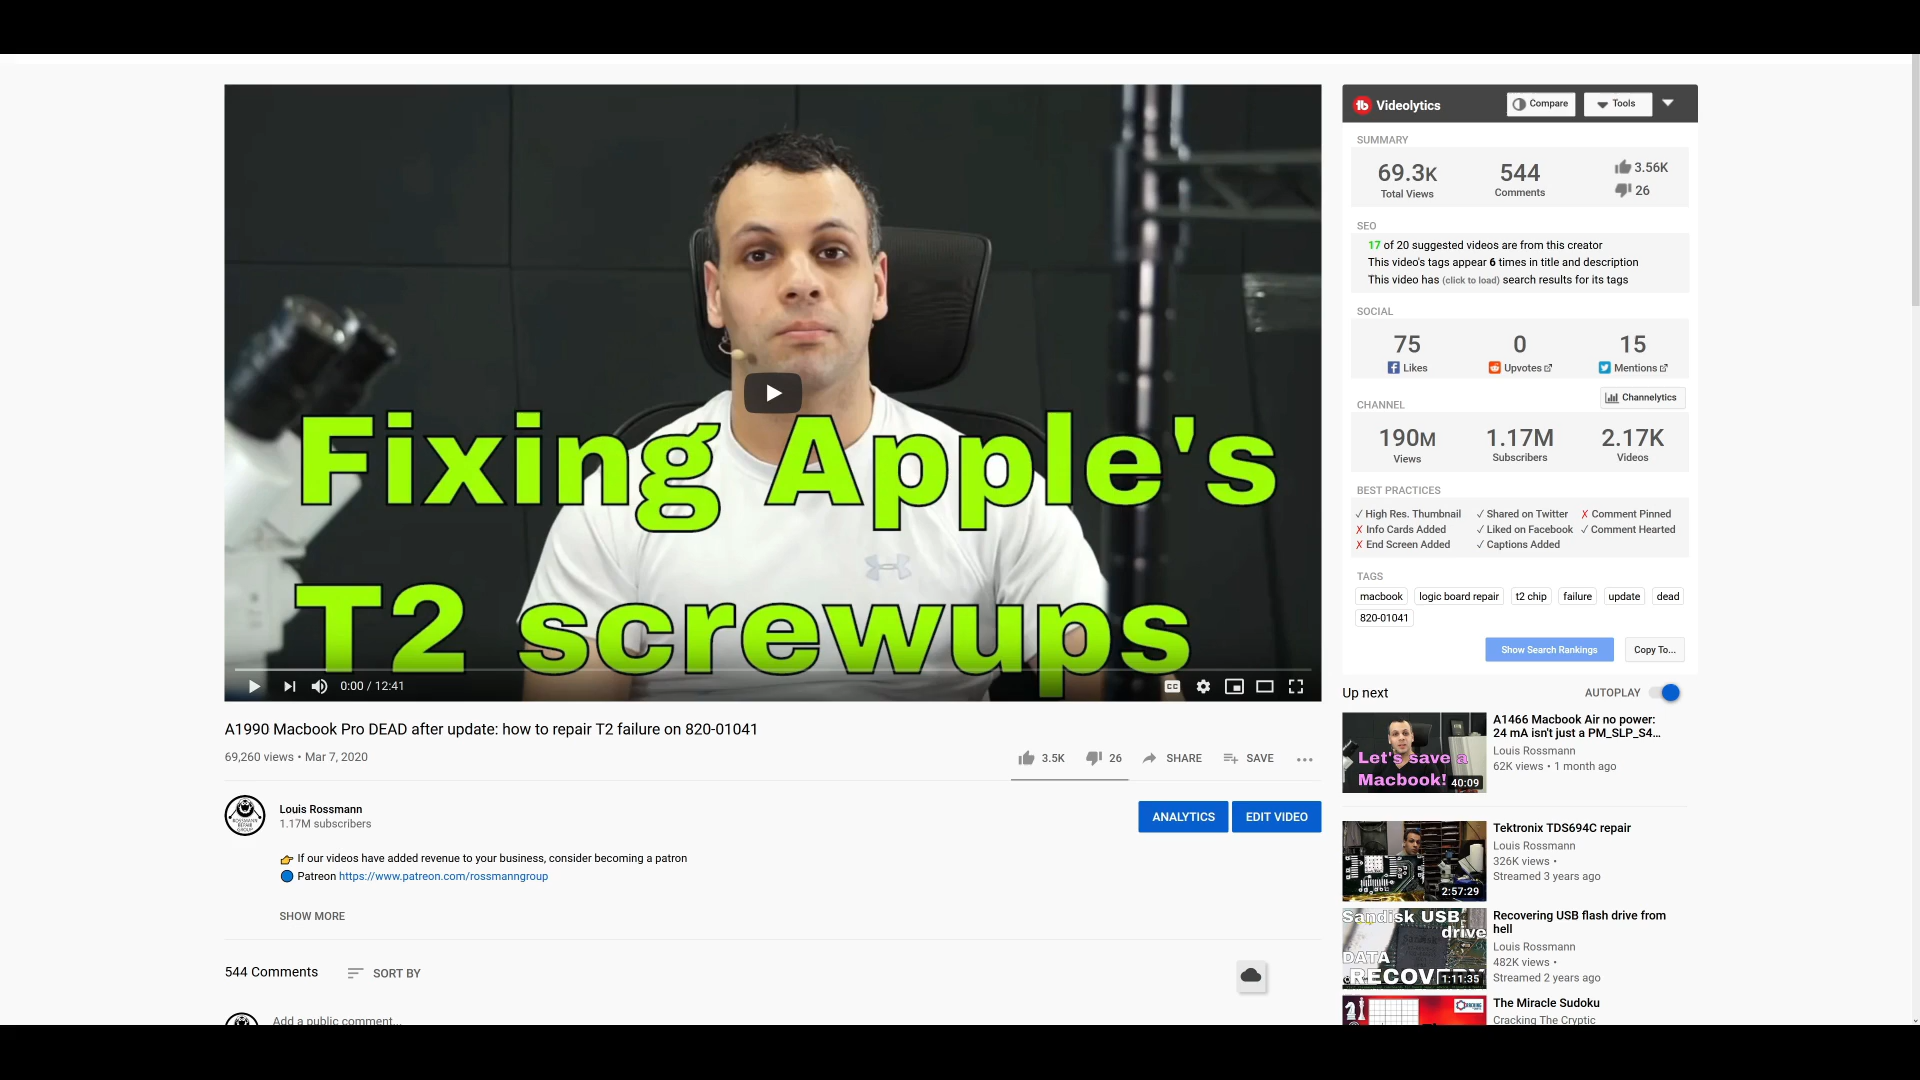 Fixing Apple's
T2 screwups
0:00 / 12:41
CC
A1990 Macbook Pro DEAD after update: how to repair T2 failure on 820-01041
69,260 views • Mar 7, 2020
3.5K
26
SHARE
SAVE
Louis Rossmann
1.17M subscribers
ANALYTICS
EDIT VIDEO
If our videos have added revenue to your business, consider becoming a patron
Patreon https://www.patreon.com/rossmanngroup
SHOW MORE
544 Comments
SORT BY
Add a public comment...
Videolytics
Compare
Tools
SUMMARY
69.3K
Total Views
544
Comments
3.56K
26
SEO
17 of 20 suggested videos are from this creator
This video's tags appear 6 times in title and description
This video has (click to load) search results for its tags
SOCIAL
75
Likes
0
Upvotes
15
Mentions
CHANNEL
Channelytics
190M
Views
1.17M
Subscribers
2.17K
Videos
BEST PRACTICES
✓ High Res. Thumbnail
✓ Shared on Twitter
✗ Comment Pinned
✗ Info Cards Added
✓ Liked on Facebook
✓ Comment Hearted
✗ End Screen Added
✓ Captions Added
TAGS
macbook
logic board repair
t2 chip
failure
update
dead
820-01041
Show Search Rankings
Copy To...
Up next
AUTOPLAY
Let's save a
Macbook!
40:09
A1466 Macbook Air no power:
24 mA isn't just a PM_SLP_S4...
Louis Rossmann
62K views • 1 month ago
2:57:29
Tektronix TDS694C repair
Louis Rossmann
326K views •
Streamed 3 years ago
Sandisk USB
drive
DATA
RECOVERY
1:11:35
Recovering USB flash drive from
hell
Louis Rossmann
482K views •
Streamed 2 years ago
The Miracle Sudoku
Cracking The Cryptic